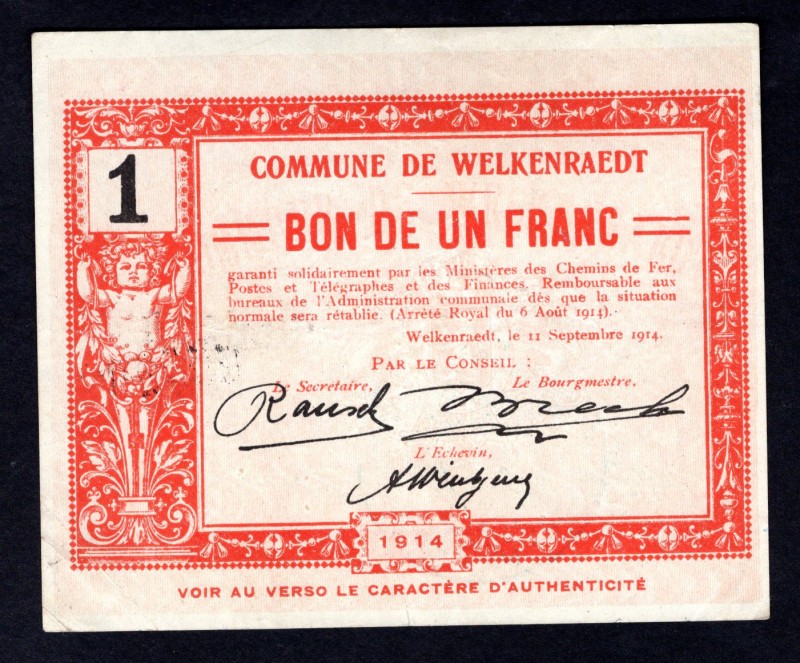 1
COMMUNE DE WELKENRAEDT
BON DE UN FRANC
garanti solidairement par les Ministères des Chemins de Fer,
Postes et Télégraphes et des Finances. Remboursable aux
bureaux de l'Administration communale dès que la situation
normale sera rétablie. (Arrêté Royal du 6 Août 1914).
Welkenraedt, le 11 Septembre 1914.
PAR LE CONSEIL :
Le Secrétaire, Le Bourgmestre.
L'Echevin,
1914
VOIR AU VERSO LE CARACTÈRE D'AUTHENTICITÉ